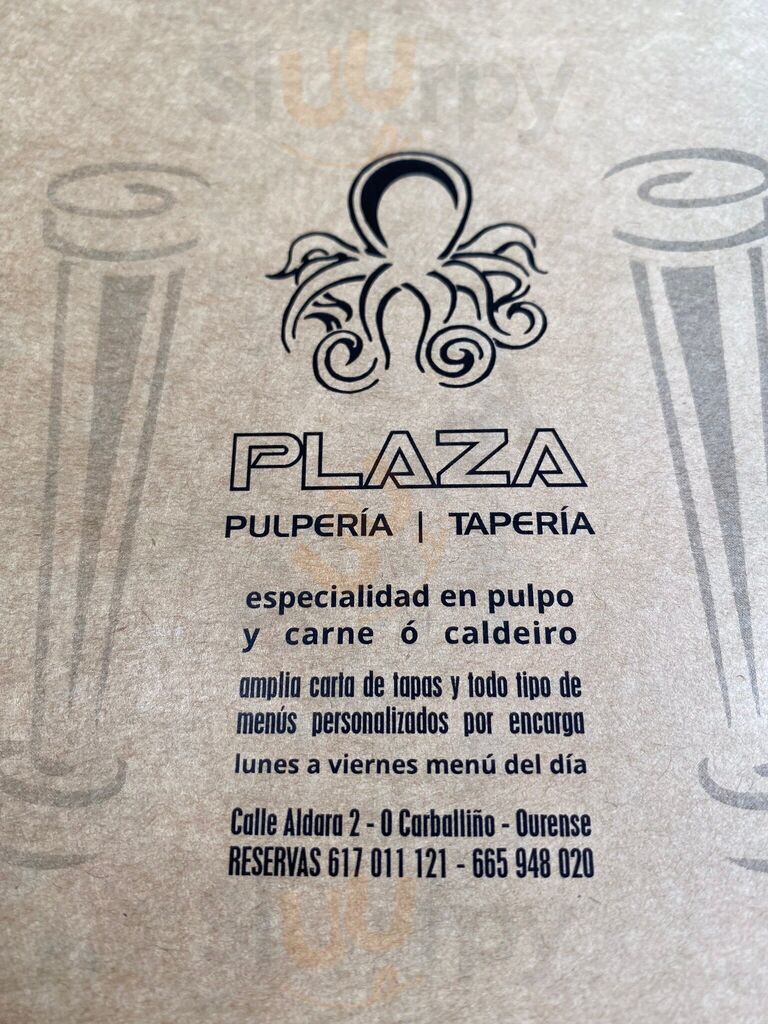 PLAZA
PULPERÍA | TAPERÍA
especialidad en pulpo
y carne ó caldeiro
amplia carta de tapas y todo tipo de
menús personalizados por encarga
lunes a viernes menú del día
Calle Aldara 2 - O Carballiño - Ourense
RESERVAS 617 011 121 - 665 948 020